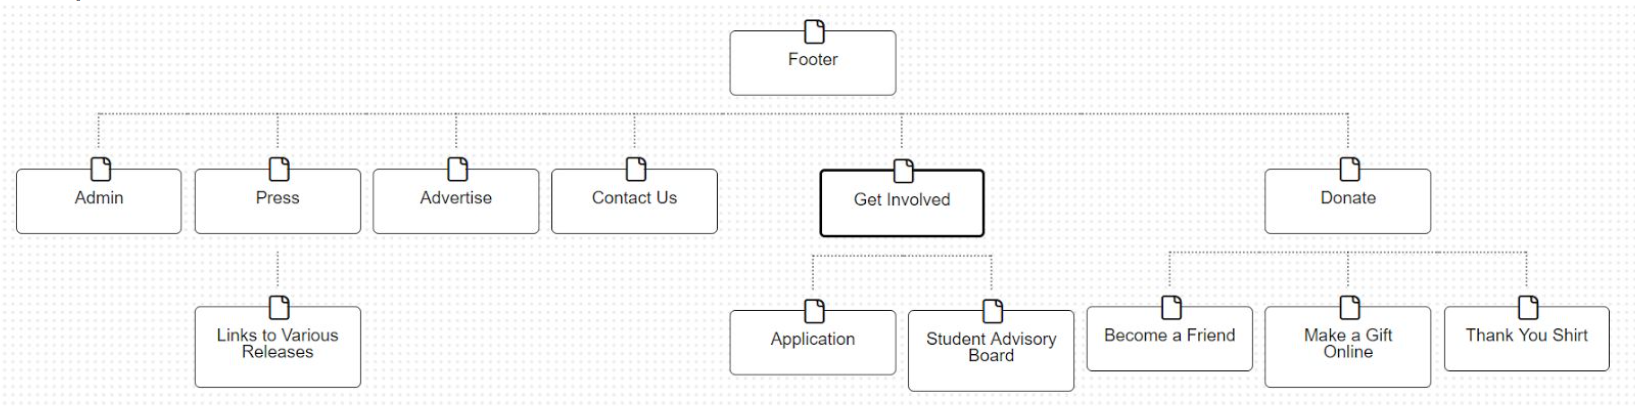 Footer
Admin
Press
Advertise
Contact Us
Get Involved
Donate
Links to Various
Releases
Application
Student Advisory
Board
Become a Friend
Make a Gift
Online
Thank You Shirt